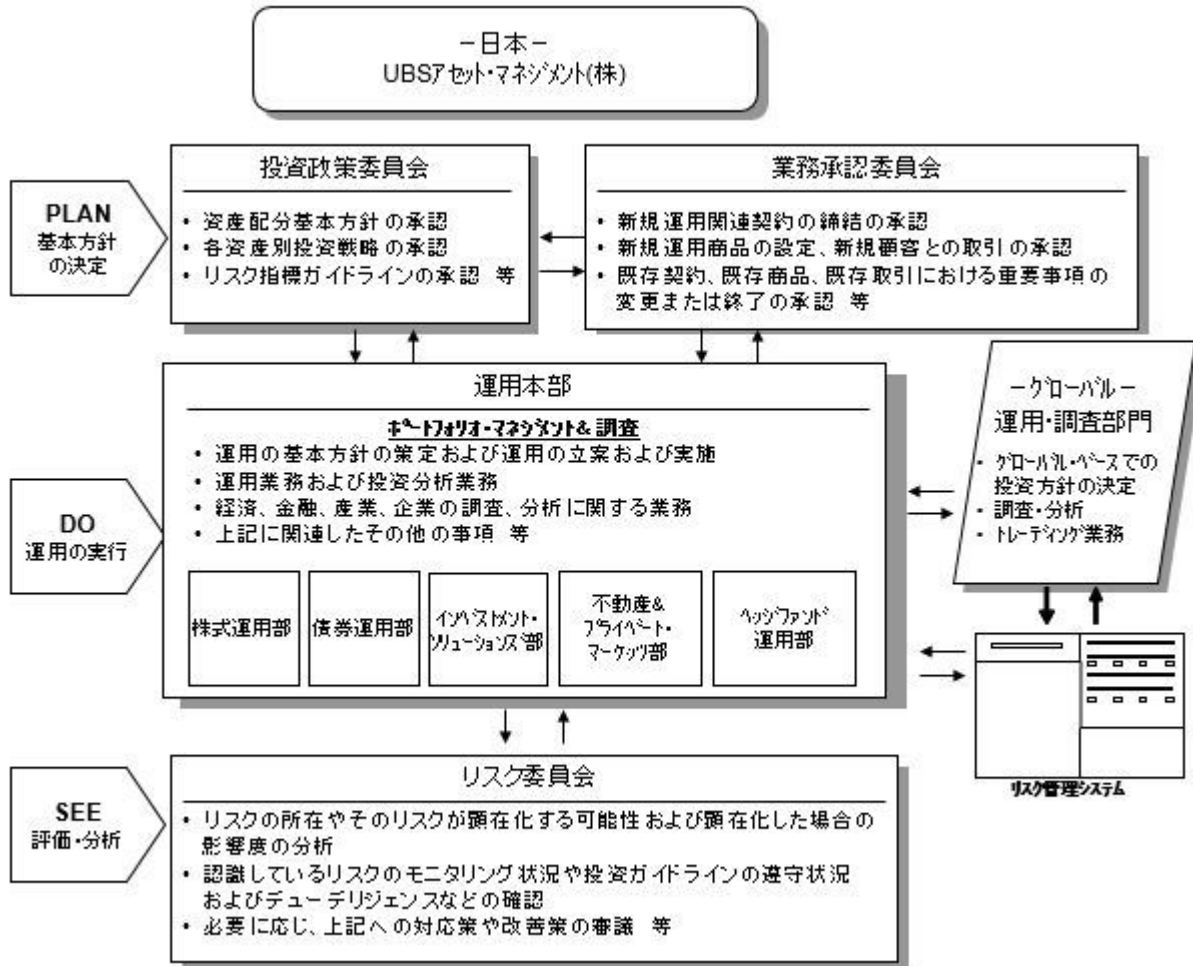 －日本－
UBSｱｾｯﾄ･ﾏﾈｼﾞﾒﾝﾄ(株)
PLAN
基本方針
の決定
投資政策委員会
• 資産配分基本方針の承認
• 各資産別投資戦略の承認
• リスク指標ガイドラインの承認 等
業務承認委員会
• 新規運用関連契約の締結の承認
• 新規運用商品の設定、新規顧客との取引の承認
• 既存契約、既存商品、既存取引における重要事項の
変更または終了の承認 等
DO
運用の実行
運用本部
ﾎﾟｰﾄﾌｫﾘｵ･ﾏﾈｼﾞﾒﾝﾄ& 調査
• 運用の基本方針の策定および運用の立案および実施
• 運用業務および投資分析業務
• 経済、金融、産業、企業の調査、分析に関する業務
• 上記に関連したその他の事項 等
株式運用部
債券運用部
ｲﾝﾍﾞｽﾄﾒﾝﾄ･
ｿﾘｭｰｼｮﾝｽﾞ部
不動産&
ﾌﾟﾗｲﾍﾞｰﾄ･
ﾏｰｹｯﾂ部
ﾍｯｼﾞﾌｧﾝﾄﾞ
運用部
－ｸﾞﾛｰﾊﾞﾙ－
運用･調査部門
• ｸﾞﾛｰﾊﾞﾙ･ﾍﾞｰｽでの
投資方針の決定
• 調査･分析
• ﾄﾚｰﾃﾞｨﾝｸﾞ業務
ﾘｽｸ管理ｼｽﾃﾑ
SEE
評価･分析
リスク委員会
• リスクの所在やそのリスクが顕在化する可能性および顕在化した場合の
影響度の分析
• 認識しているリスクのモニタリング状況や投資ガイドラインの遵守状況
およびデューデリジェンスなどの確認
• 必要に応じ、上記への対応策や改善策の審議 等